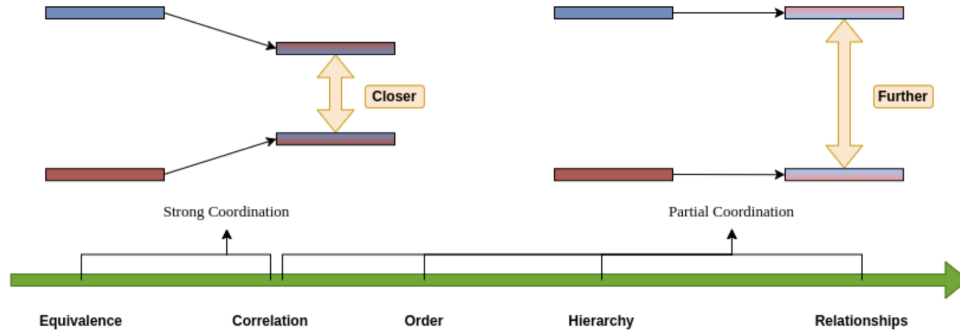 Closer
Further
Strong Coordination
Partial Coordination
Equivalence
Correlation
Order
Hierarchy
Relationships